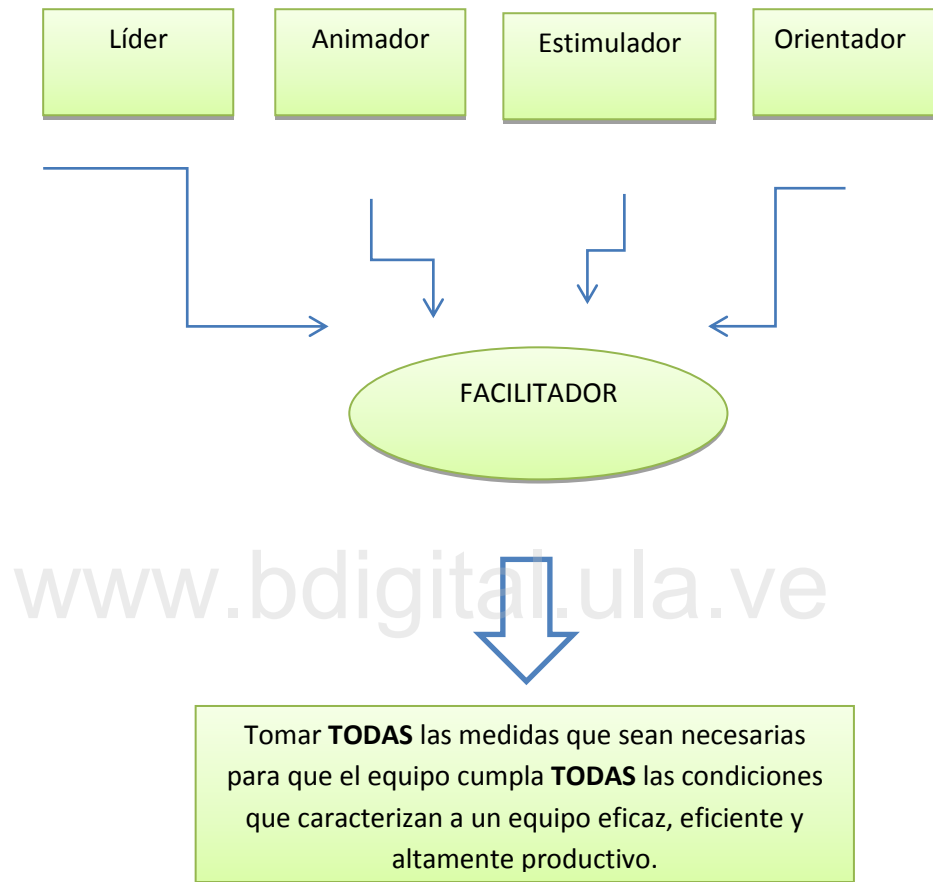 Líder
Animador
Estimulador
Orientador
FACILITADOR
www.bdigital.ula.ve
Tomar TODAS las medidas que sean necesarias
para que el equipo cumpla TODAS las condiciones
que caracterizan a un equipo eficaz, eficiente y
altamente productivo.